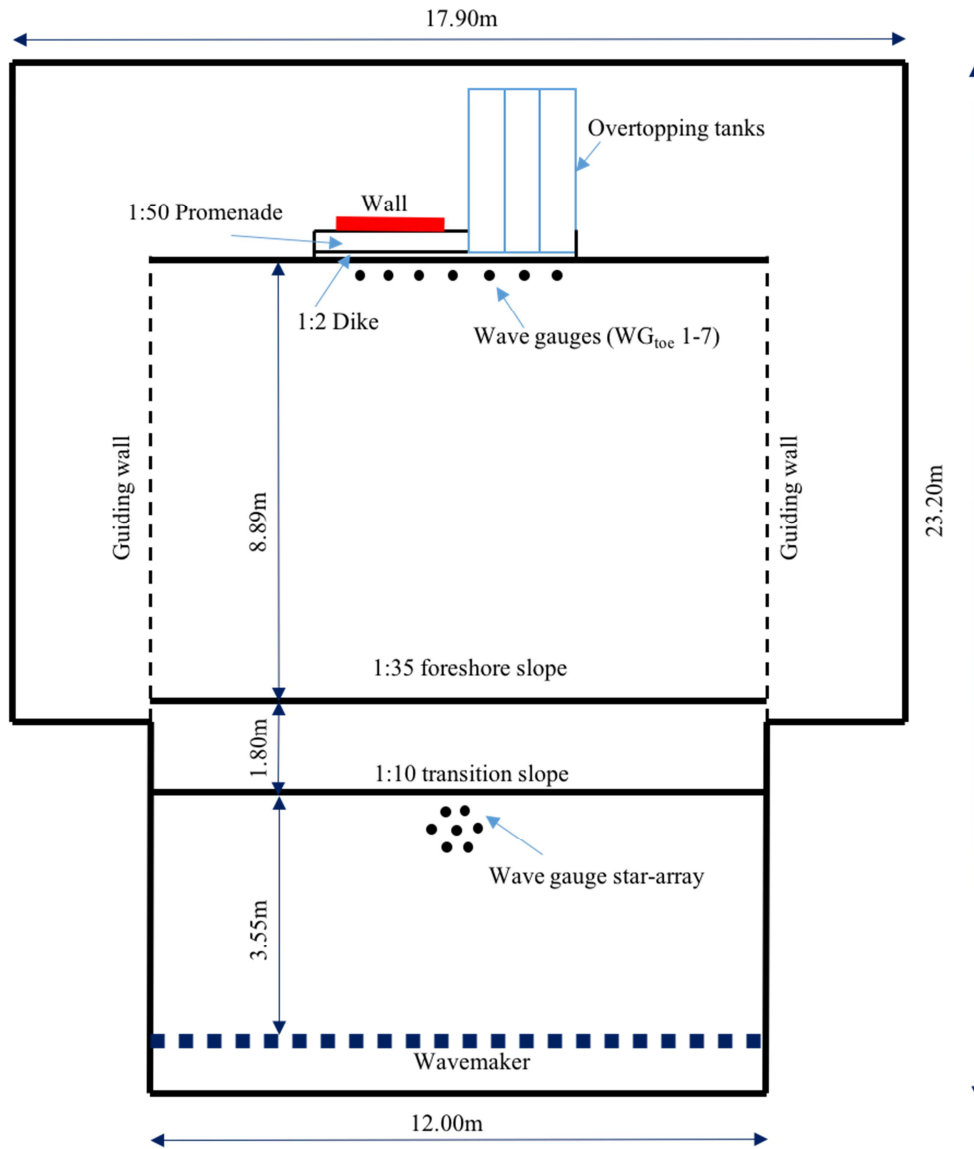 17.90m
Overtopping tanks
Wall
1:50 Promenade
1:2 Dike
Wave gauges (WGtoe 1-7)
Guiding wall
Guiding wall
8.89m
23.20m
1:35 foreshore slope
1.80m
1:10 transition slope
Wave gauge star-array
3.55m
Wavemaker
12.00m